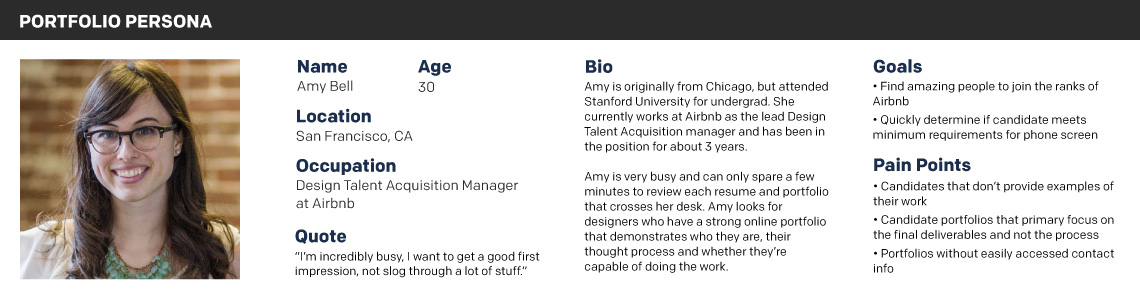 PORTFOLIO PERSONA
Name
Amy Bell
Age
30
Location
San Francisco, CA
Occupation
Design Talent Acquisition Manager
at Airbnb
Quote
“I’m incredibly busy, I want to get a good first
impression, not slog through a lot of stuff.”
Bio
Amy is originally from Chicago, but attended
Stanford University for undergrad. She
currently works at Airbnb as the lead Design
Talent Acquisition manager and has been in
the position for about 3 years.
Amy is very busy and can only spare a few
minutes to review each resume and portfolio
that crosses her desk. Amy looks for
designers who have a strong online portfolio
that demonstrates who they are, their
thought process and whether they’re
capable of doing the work.
Goals
• Find amazing people to join the ranks of
Airbnb
• Quickly determine if candidate meets
minimum requirements for phone screen
Pain Points
• Candidates that don’t provide examples of
their work
• Candidate portfolios that primary focus on
the final deliverables and not the process
• Portfolios without easily accessed contact
info